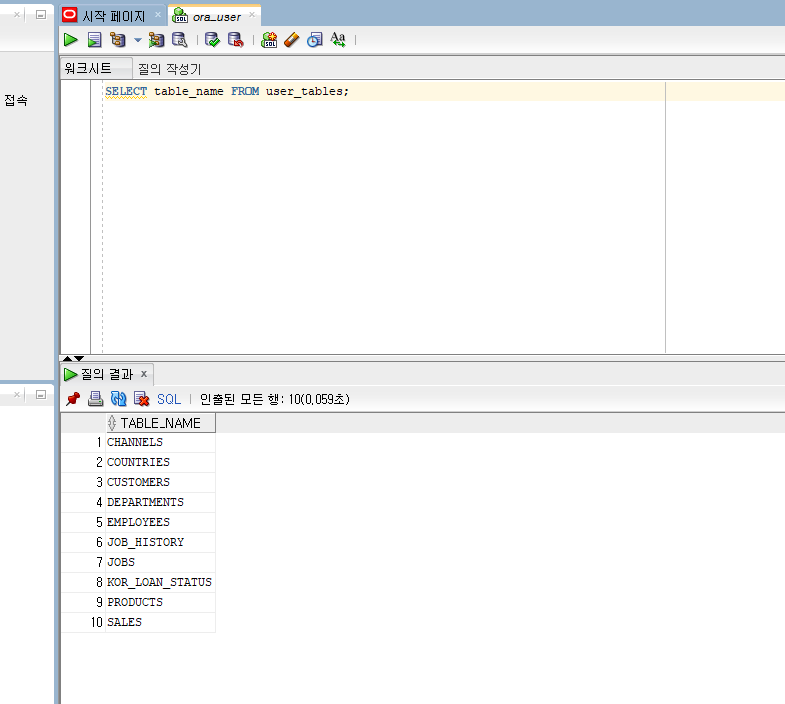 시작 페이지
ora_user
워크시트 질의 작성기
접속
SELECT table_name FROM user_tables;
질의 결과 x
SQL | 인출된 모든 행: 10(0,059초)
TABLE_NAME
1 CHANNELS
2 COUNTRIES
3 CUSTOMERS
4 DEPARTMENTS
5 EMPLOYEES
6 JOB_HISTORY
7 JOBS
8 KOR_LOAN_STATUS
9 PRODUCTS
10 SALES